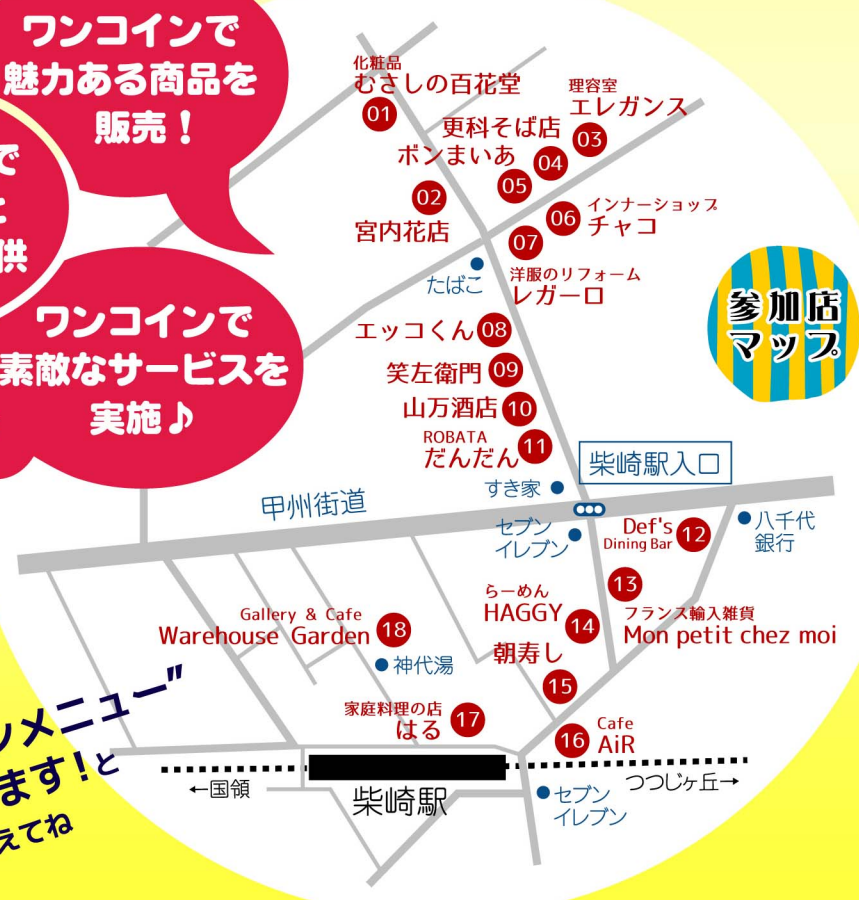 ワンコインで
魅力ある商品を
販売！
で
供
ワンコインで
素敵なサービスを
実施♪
化粧品
むさしの百花堂
01
理容室
エレガンス
03
更科そば店
04
ボンまいあ
05
02
宮内花店
06
インナーショップ
チャコ
07
洋服のリフォーム
レガーロ
たばこ
参加店
マップ
エッコくん 08
笑左衛門 09
山万酒店 10
ROBATA
だんだん 11
柴崎駅入口
すき家
甲州街道
セブン
イレブン
Def's
Dining Bar
12
八千代
銀行
13
フランス輸入雑貨
Mon petit chez moi
らーめん
HAGGY
14
朝寿し
15
Gallery & Cafe
Warehouse Garden
18
神代湯
家庭料理の店
はる
17
16
Cafe
AiR
←国領
柴崎駅
つつじヶ丘→
セブン
イレブン
ンメニュー”
ます！と
えてね